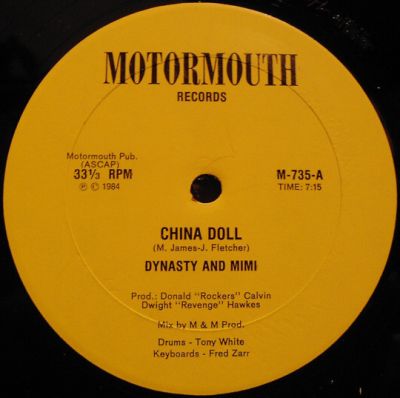 MOTORMOUTH
RECORDS
Motormouth Pub.
(ASCAP)
33⅓ RPM
Ⓟ © 1984
M-735-A
TIME: 7:15
CHINA DOLL
(M. James-J. Fletcher)
DYNASTY AND MIMI
Prod.: Donald "Rockers" Calvin
Dwight "Revenge" Hawkes
Mix by M & M Prod.
Drums - Tony White
Keyboards - Fred Zarr